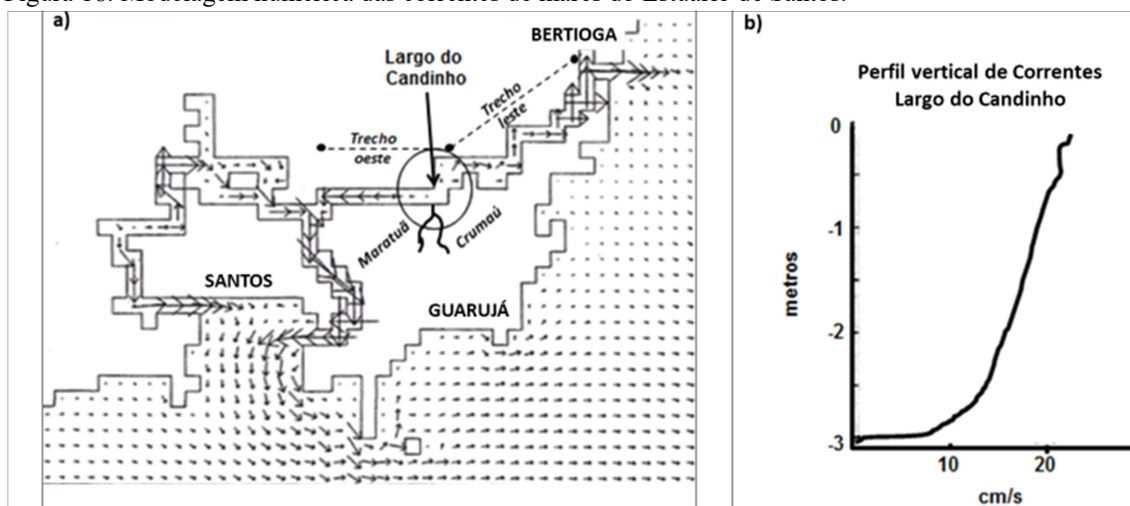 Figura 18. Modelagem numérica das correntes de marés do Estuário de Santos.
a)
BERTIOGA
Largo do
Candinho
Trecho
leste
Trecho
oeste
Maratuã
Crumaú
SANTOS
GUARUJÁ
b)
Perfil vertical de Correntes
Largo do Candinho
0
-1
metros
-2
-3
10
20
cm/s